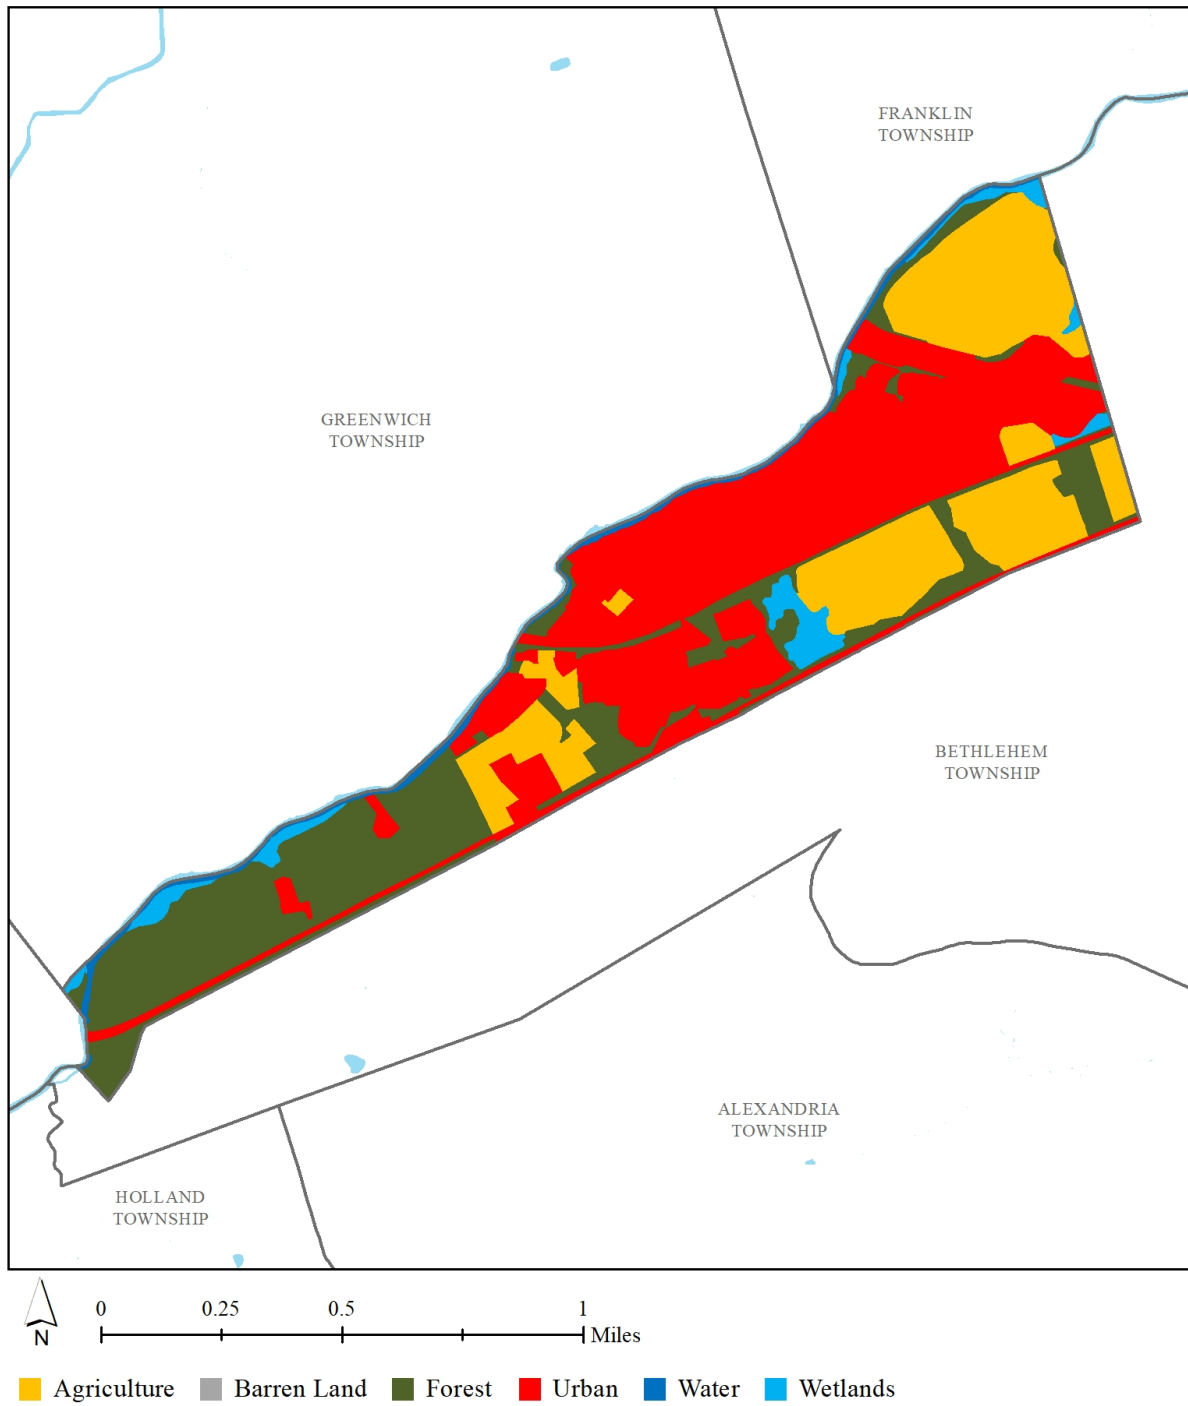 FRANKLIN
TOWNSHIP
GREENWICH
TOWNSHIP
BETHLEHEM
TOWNSHIP
ALEXANDRIA
TOWNSHIP
HOLLAND
TOWNSHIP
N
0 0.25 0.5 1
Miles
Agriculture Barren Land Forest Urban Water Wetlands